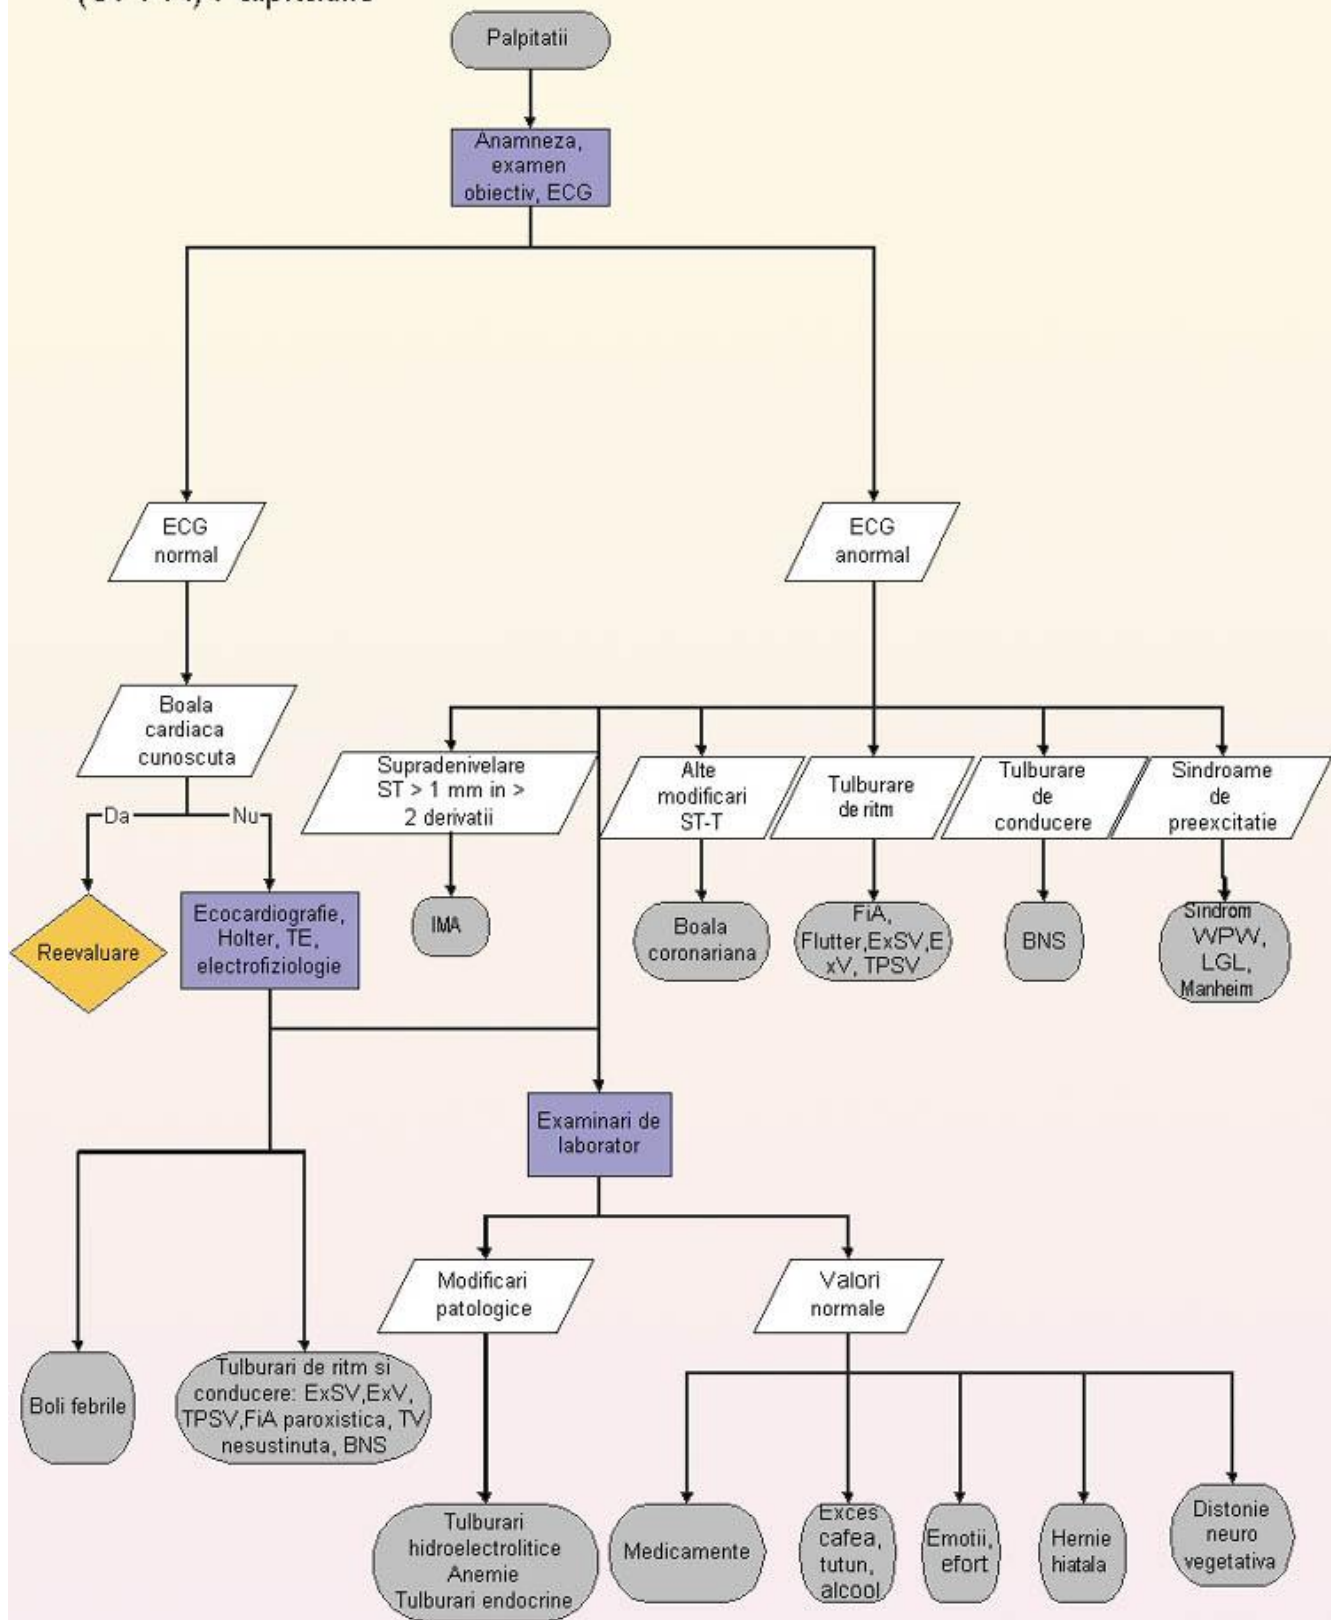 Palpitatii
Anamneza,
examen
obiectiv, ECG
ECG
normal
ECG
anormal
Boala
cardiaca
cunoscuta
Da
Nu
Supradenivelare
ST > 1 mm in >
2 derivatii
Alte
modificari
ST-T
Tulburare
de ritm
Tulburare
de
conducere
Sindroame
de
preexcitatie
Reevaluare
Ecocardiografie,
Holter, TE,
electrofiziologie
IMA
Boala
coronariana
FiA,
Flutter,ExSV,E
xV, TPSV
BNS
Sindrom
WPW,
LGL,
Manheim
Examinari de
laborator
Modificari
patologice
Valori
normale
Boli febrile
Tulburari de ritm si
conducere: ExSV,ExV,
TPSV,FiA paroxistica, TV
nesustinuta, BNS
Tulburari
hidroelectrolitice
Anemie
Tulburari endocrine
Medicamente
Exces
cafea,
tutun,
alcool
Emotii,
efort
Hernie
hiatala
Distonie
neuro
vegetativa